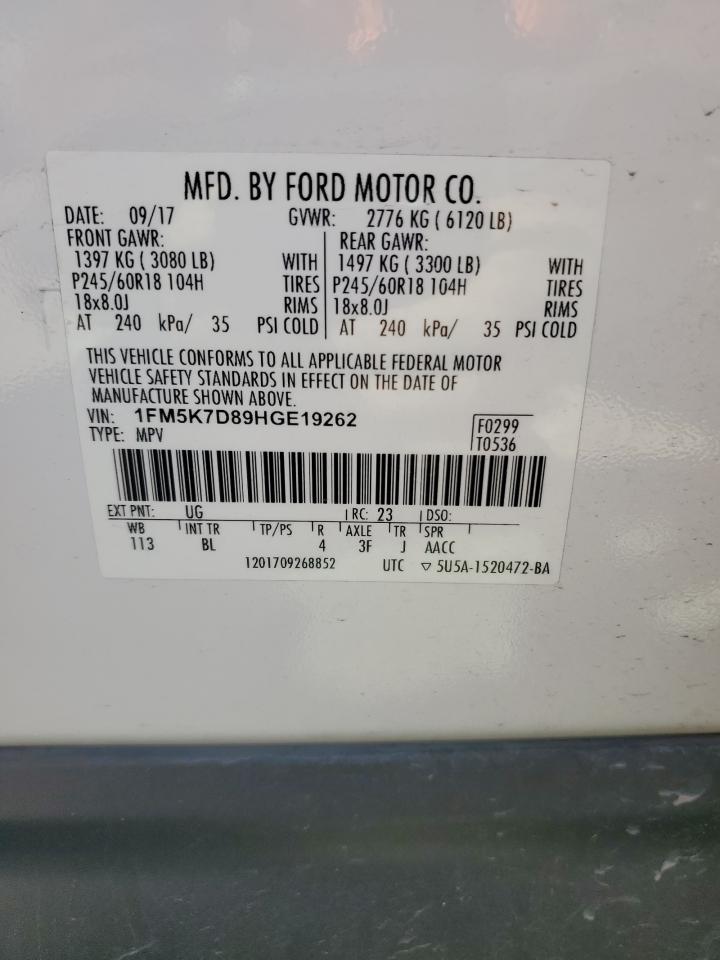 MFD. BY FORD MOTOR CO.
DATE: 09/17 GVWR: 2776 KG ( 6120 LB)
FRONT GAWR: REAR GAWR:
1397 KG ( 3080 LB) WITH 1497 KG ( 3300 LB) WITH
P245/60R18 104H TIRES P245/60R18 104H TIRES
18x8.0J RIMS 18x8.0J RIMS
AT 240 kPa/ 35 PSI COLD AT 240 kPa/ 35 PSI COLD
THIS VEHICLE CONFORMS TO ALL APPLICABLE FEDERAL MOTOR
VEHICLE SAFETY STANDARDS IN EFFECT ON THE DATE OF
MANUFACTURE SHOWN ABOVE.
VIN: 1FM5K7D89HGE19262 F0299
TYPE: MPV T0536
EXT PNT: UG RC: 23 DSO:
WB INT TR TP/PS R AXLE TR SPR
113 BL 4 3F J AACC
1201709268852 UTC ▽ 5U5A-1520472-BA